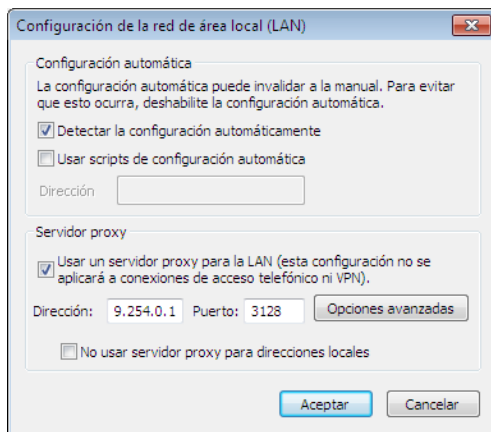 Configuración de la red de área local (LAN)
Configuración automática
La configuración automática puede invalidar a la manual. Para evitar
que esto ocurra, deshabilite la configuración automática.
Detectar la configuración automáticamente
Usar scripts de configuración automática
Dirección
Servidor proxy
Usar un servidor proxy para la LAN (esta configuración no se
aplicará a conexiones de acceso telefónico ni VPN).
Dirección: 9.254.0.1 Puerto: 3128 Opciones avanzadas
No usar servidor proxy para direcciones locales
Aceptar Cancelar